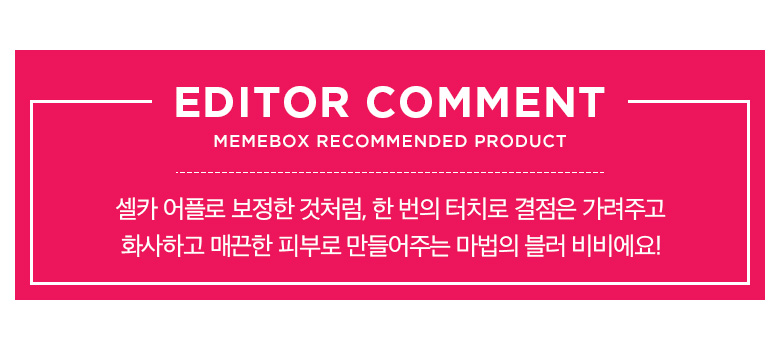 EDITOR COMMENT
MEMEBOX RECOMMENDED PRODUCT
셀카 어플로 보정한 것처럼, 한 번의 터치로 결점은 가려주고
화사하고 매끈한 피부로 만들어주는 마법의 블러 비비에요!